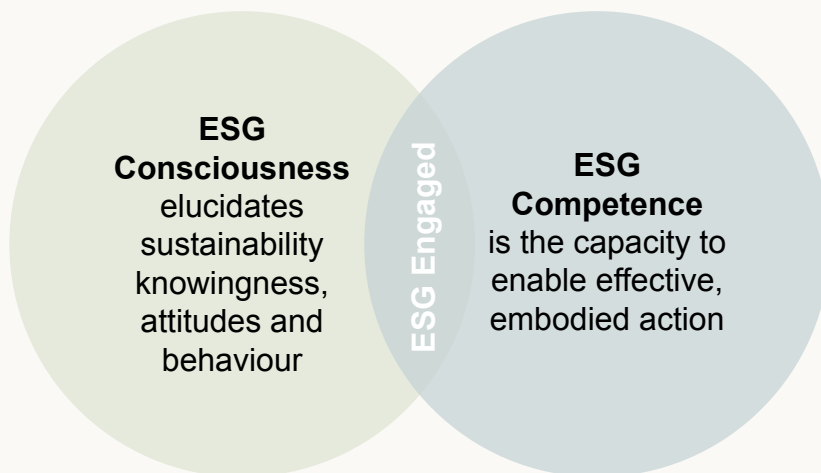 ESG
Consciousness
elucidates
sustainability
knowingness,
attitudes and
behaviour
ESG Engaged
ESG
Competence
is the capacity to
enable effective,
embodied action